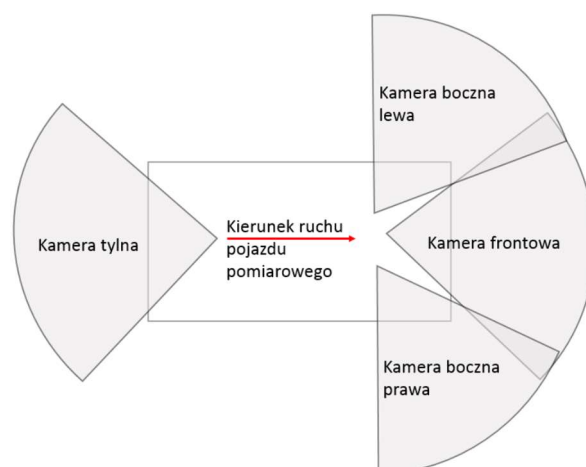 Kamera boczna
lewa
Kamera tylna
Kierunek ruchu
pojazdu
pomiarowego
Kamera frontowa
Kamera boczna
prawa